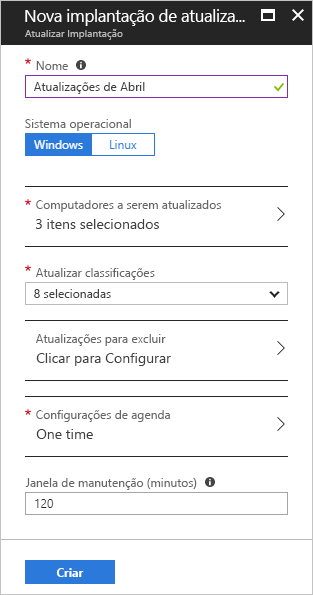 Nova implantação de atualiza...
Atualizar Implantação
* Nome
Atualizações de Abril
Sistema operacional
Windows Linux
* Computadores a serem atualizados
3 itens selecionados
* Atualizar classificações
8 selecionadas
Atualizações para excluir
Clicar para Configurar
* Configurações de agenda
One time
Janela de manutenção (minutos)
120
Criar